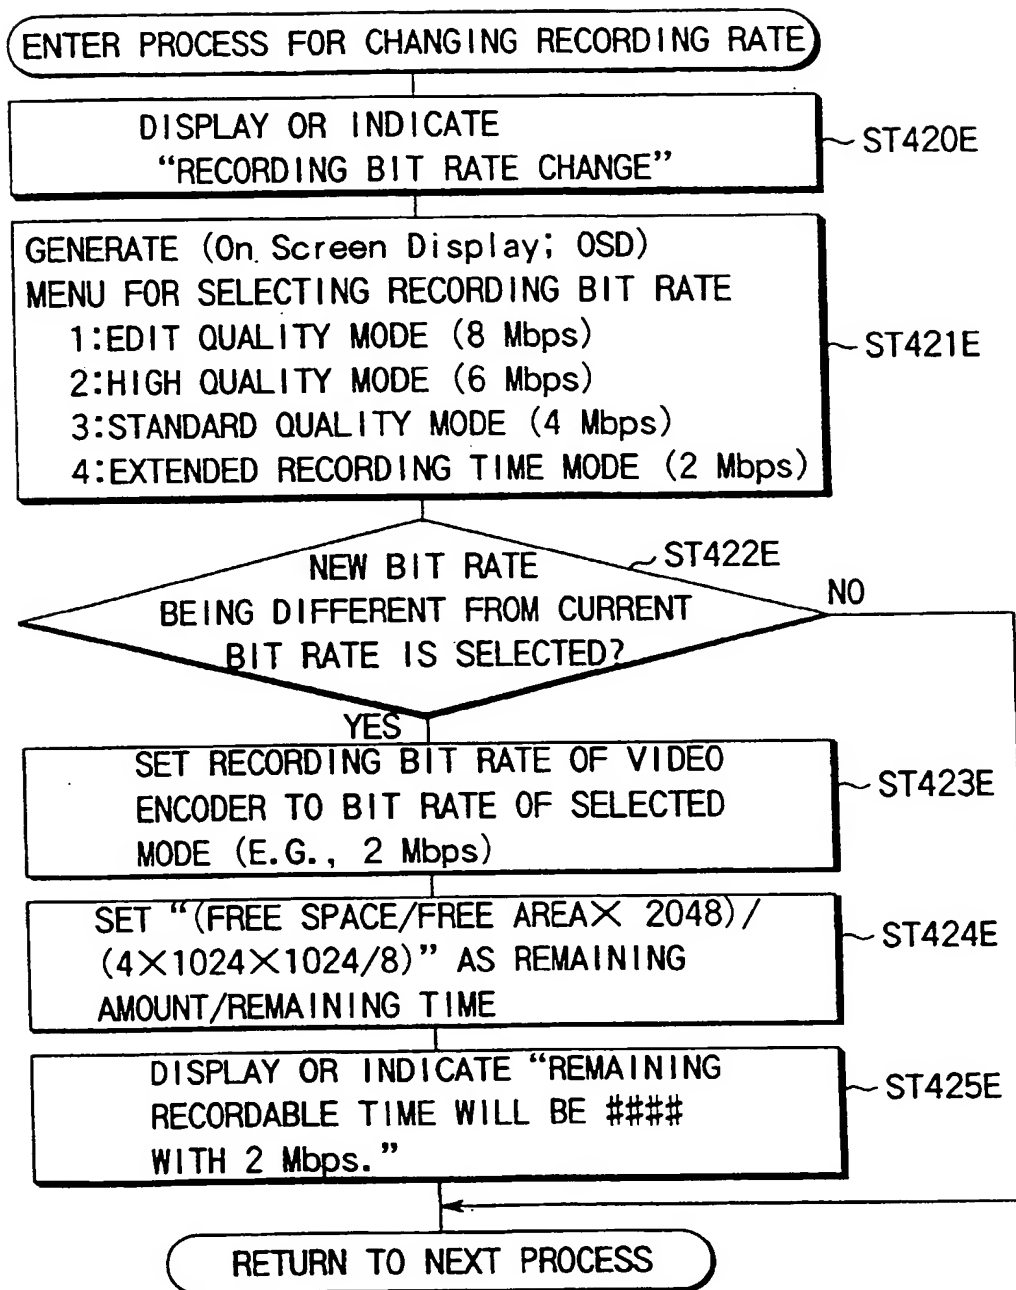 ENTER PROCESS FOR CHANGING RECORDING RATE
DISPLAY OR INDICATE
“RECORDING BIT RATE CHANGE”
ST420E
GENERATE (On Screen Display; OSD)
MENU FOR SELECTING RECORDING BIT RATE
1:EDIT QUALITY MODE (8 Mbps)
2:HIGH QUALITY MODE (6 Mbps)
3:STANDARD QUALITY MODE (4 Mbps)
4:EXTENDED RECORDING TIME MODE (2 Mbps)
ST421E
NEW BIT RATE
BEING DIFFERENT FROM CURRENT
BIT RATE IS SELECTED?
ST422E
NO
YES
SET RECORDING BIT RATE OF VIDEO
ENCODER TO BIT RATE OF SELECTED
MODE (E.G., 2 Mbps)
ST423E
SET “(FREE SPACE/FREE AREA× 2048)/
(4×1024×1024/8)” AS REMAINING
AMOUNT/REMAINING TIME
ST424E
DISPLAY OR INDICATE “REMAINING
RECORDABLE TIME WILL BE ####
WITH 2 Mbps.”
ST425E
RETURN TO NEXT PROCESS